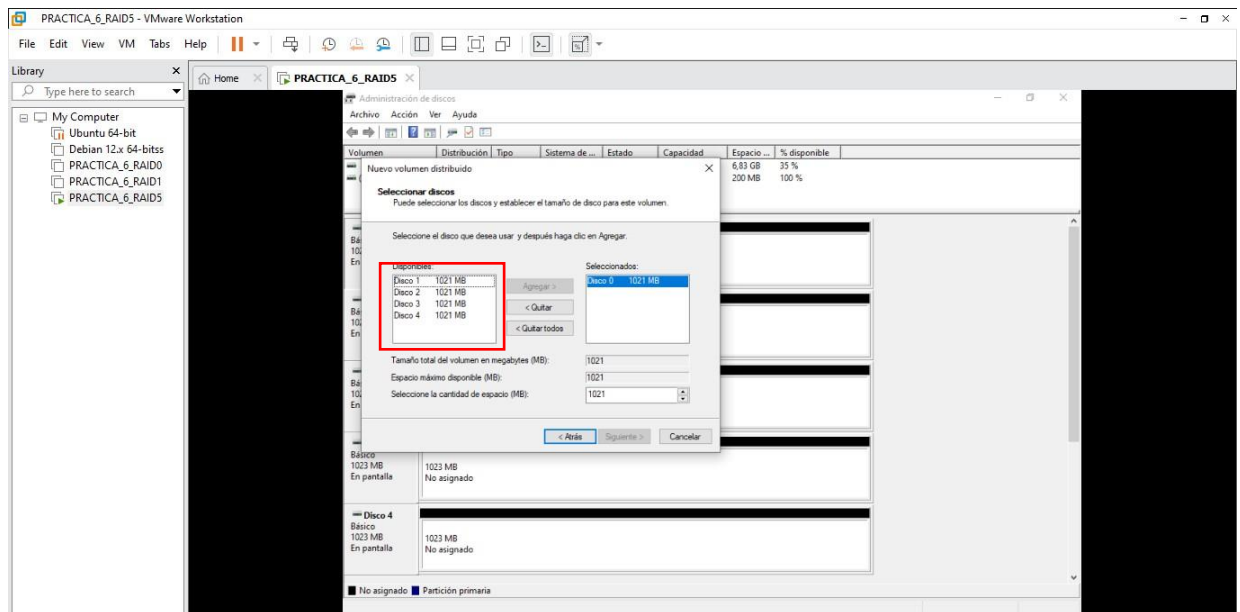 PRACTICA_6_RAID5 - VMware Workstation
File Edit View VM Tabs Help
Library
Type here to search
My Computer
Ubuntu 64-bit
Debian 12.x 64-bitss
PRACTICA_6_RAID0
PRACTICA_6_RAID1
PRACTICA_6_RAID5
Home
PRACTICA_6_RAID5
Administración de discos
Archivo Acción Ver Ayuda
Volumen Distribución Tipo Sistema de ... Estado Capacidad Espacio ... % disponible
6,83 GB 35 %
200 MB 100 %
Nuevo volumen distribuido
Seleccionar discos
Puede seleccionar los discos y establecer el tamaño de disco para este volumen.
Seleccione el disco que desea usar y después haga clic en Agregar.
Disponibles: Seleccionados:
Disco 1 1021 MB
Disco 2 1021 MB
Disco 3 1021 MB
Disco 4 1021 MB
Agregar >
< Quitar
< Quitar todos
Disco 0 1021 MB
Tamaño total del volumen en megabytes (MB): 1021
Espacio máximo disponible (MB): 1021
Seleccione la cantidad de espacio (MB): 1021
< Atrás Siguiente > Cancelar
Básico
1023 MB
En pantalla
1023 MB
No asignado
Disco 4
Básico
1023 MB
En pantalla
1023 MB
No asignado
No asignado Partición primaria